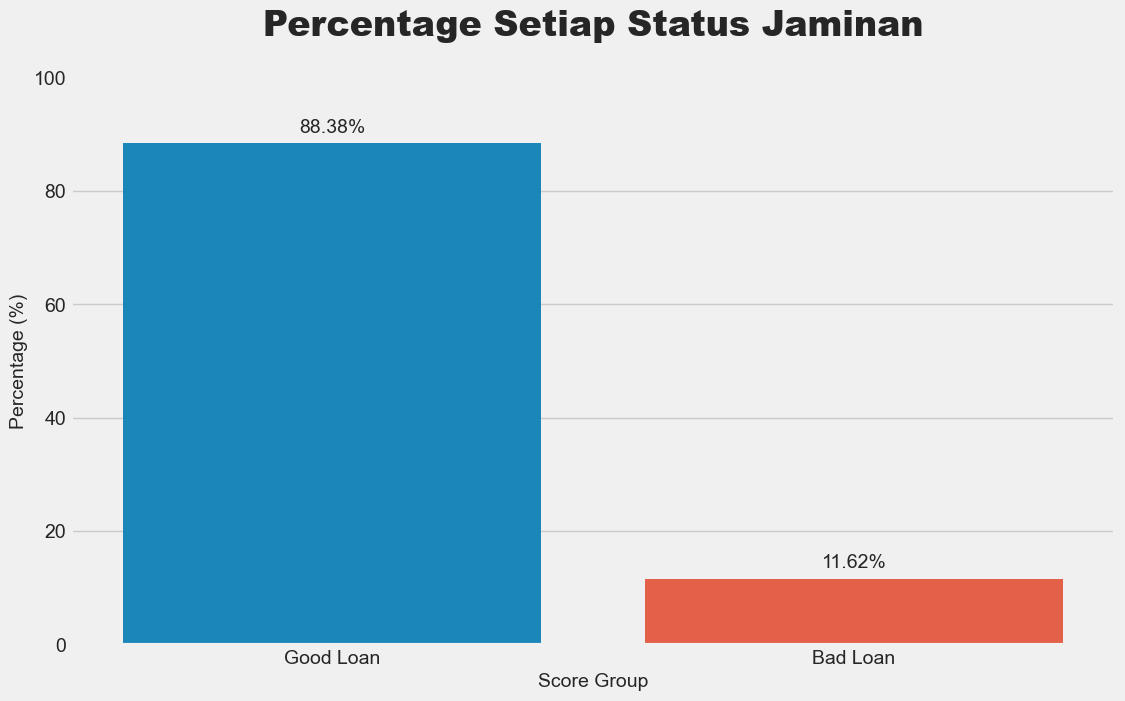 Percentage Setiap Status Jaminan
100
80
60
40
20
0
Percentage (%)
88.38%
11.62%
Good Loan
Bad Loan
Score Group